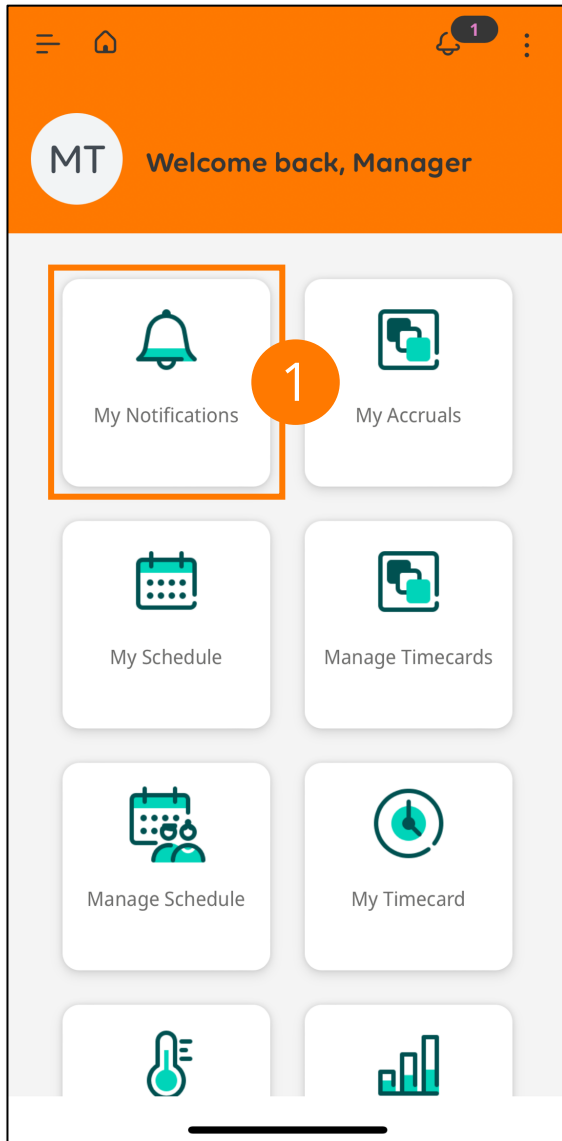 1
MT
Welcome back, Manager
My Notifications
1
My Accruals
My Schedule
Manage Timecards
Manage Schedule
My Timecard